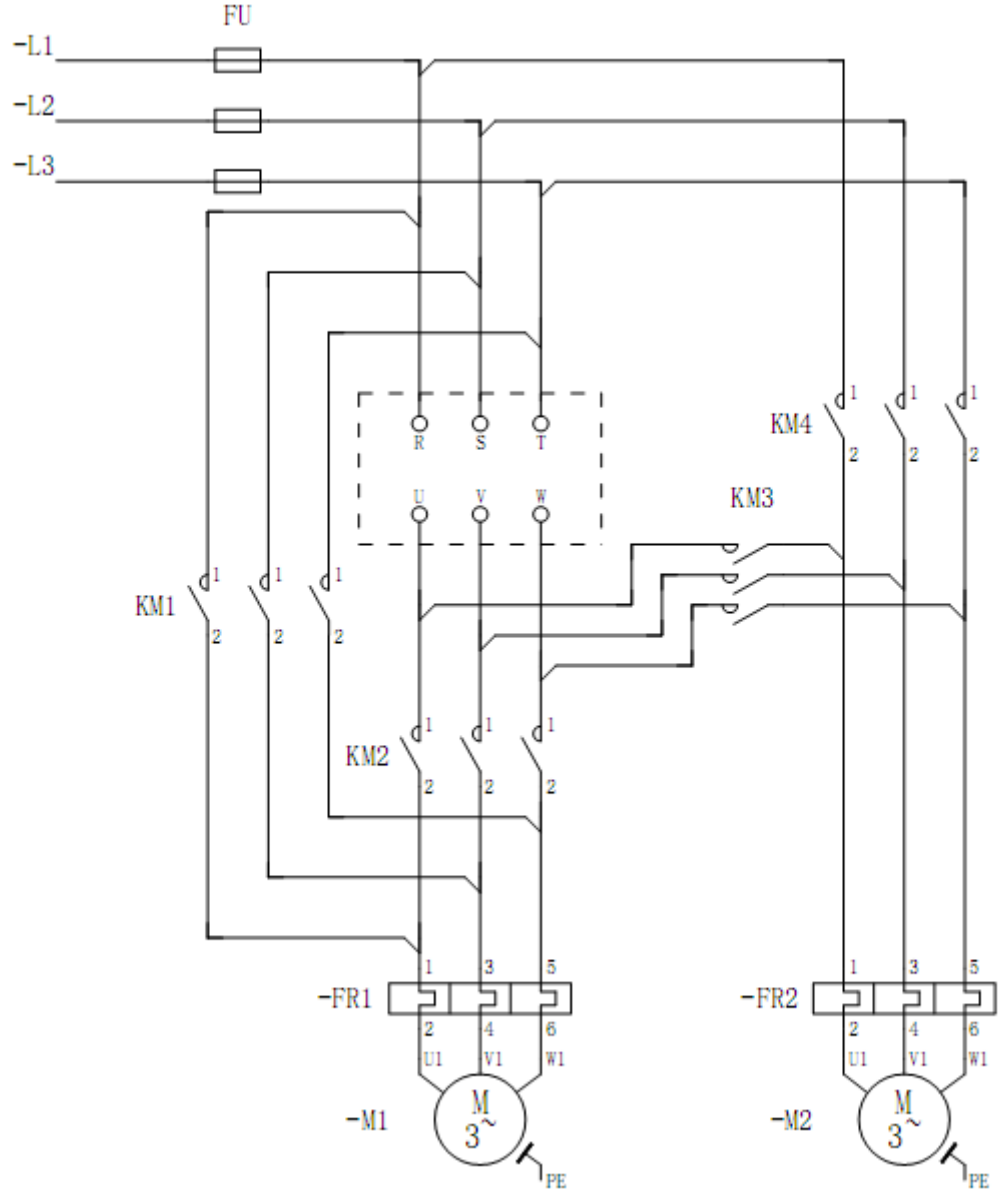 FU
-L1
-L2
-L3
R S T
U V W
KM4
1 1 1
2 2 2
KM3
KM1
1 1 1
2 2 2
KM2
1 1 1
2 2 2
1 3 5
-FR1
2 4 6
U1 V1 W1
-M1
M
3~
PE
1 3 5
-FR2
2 4 6
U1 V1 W1
-M2
M
3~
PE